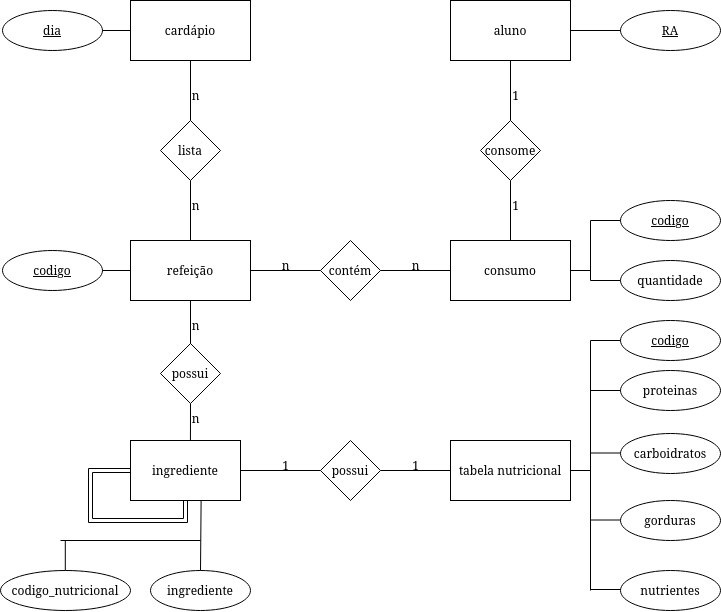 dia
cardápio
aluno
RA
n
1
lista
consome
n
1
codigo
codigo
refeição
n
contém
n
consumo
quantidade
n
codigo
possui
proteinas
n
carboidratos
ingrediente
1
possui
1
tabela nutricional
gorduras
codigo_nutricional
ingrediente
nutrientes